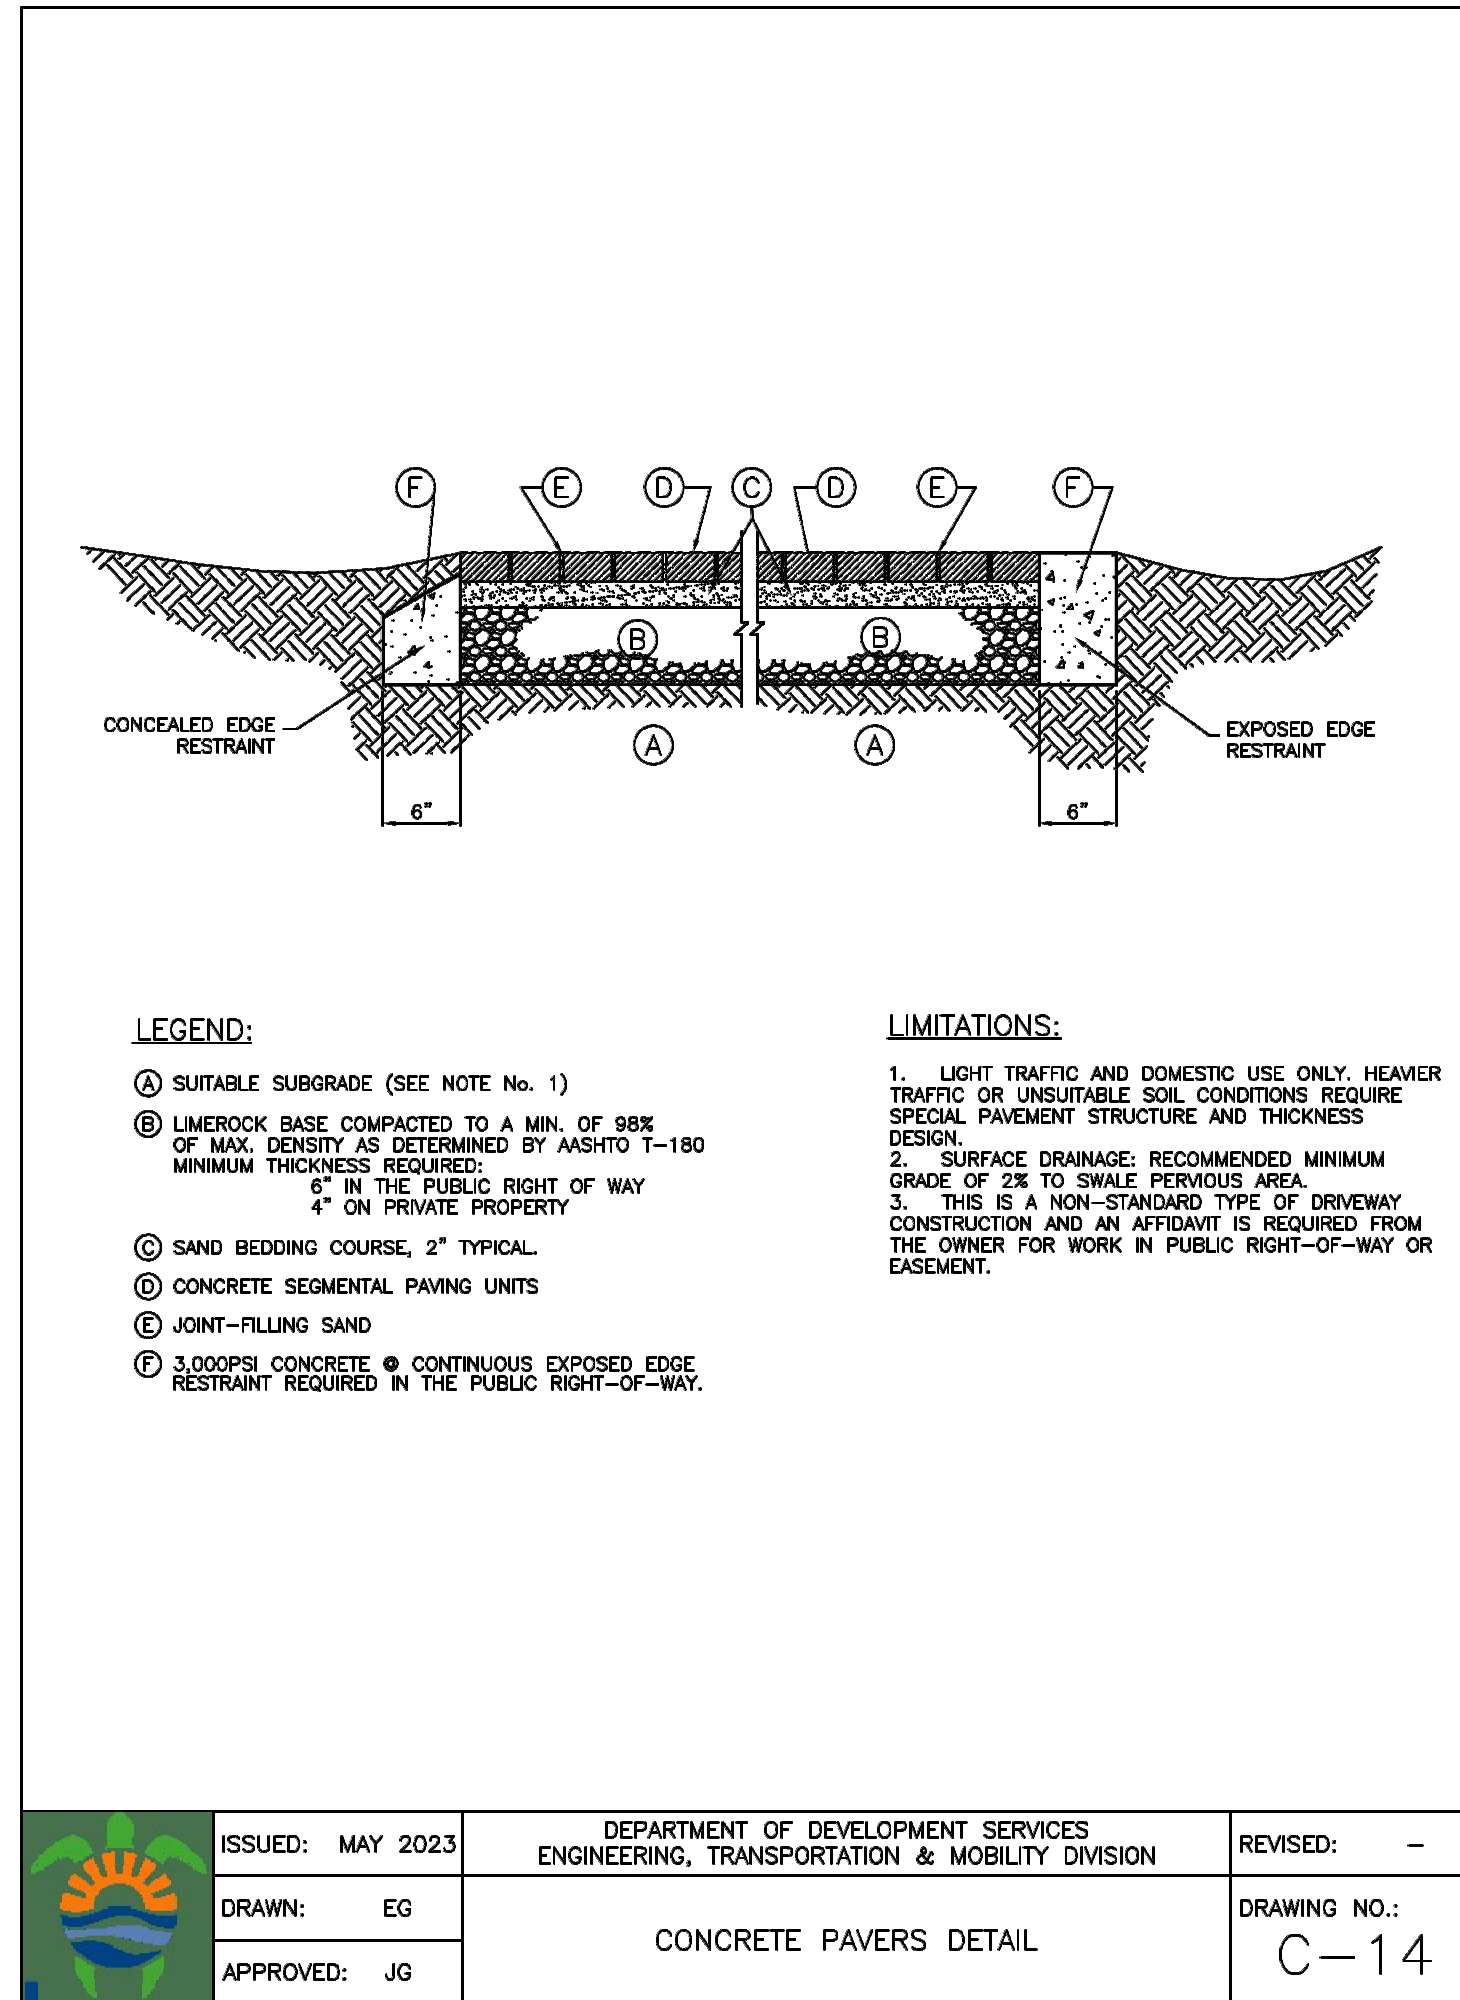 F E D C D E F
B B
A A
CONCEALED EDGE
RESTRAINT
EXPOSED EDGE
RESTRAINT
6" 6"
LEGEND:
A SUITABLE SUBGRADE (SEE NOTE No. 1)
B LIMEROCK BASE COMPACTED TO A MIN. OF 98%
OF MAX. DENSITY AS DETERMINED BY AASHTO T-180
MINIMUM THICKNESS REQUIRED:
6" IN THE PUBLIC RIGHT OF WAY
4" ON PRIVATE PROPERTY
C SAND BEDDING COURSE, 2" TYPICAL.
D CONCRETE SEGMENTAL PAVING UNITS
E JOINT-FILLING SAND
F 3,000PSI CONCRETE @ CONTINUOUS EXPOSED EDGE
RESTRAINT REQUIRED IN THE PUBLIC RIGHT-OF-WAY.
LIMITATIONS:
1. LIGHT TRAFFIC AND DOMESTIC USE ONLY. HEAVIER
TRAFFIC OR UNSUITABLE SOIL CONDITIONS REQUIRE
SPECIAL PAVEMENT STRUCTURE AND THICKNESS
DESIGN.
2. SURFACE DRAINAGE: RECOMMENDED MINIMUM
GRADE OF 2% TO SWALE PERVIOUS AREA.
3. THIS IS A NON-STANDARD TYPE OF DRIVEWAY
CONSTRUCTION AND AN AFFIDAVIT IS REQUIRED FROM
THE OWNER FOR WORK IN PUBLIC RIGHT-OF-WAY OR
EASEMENT.
ISSUED: MAY 2023
DRAWN: EG
APPROVED: JG
DEPARTMENT OF DEVELOPMENT SERVICES
ENGINEERING, TRANSPORTATION & MOBILITY DIVISION
CONCRETE PAVERS DETAIL
REVISED: -
DRAWING NO.:
C-14